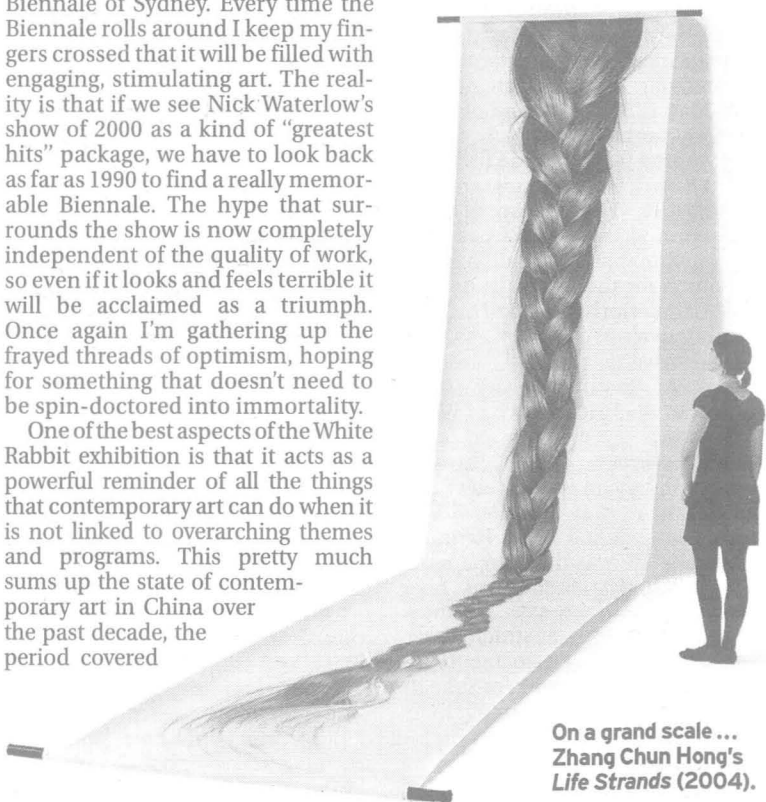 Biennale of Sydney. Every time the
Biennale rolls around I keep my fin-
gers crossed that it will be filled with
engaging, stimulating art. The real-
ity is that if we see Nick Waterlow's
show of 2000 as a kind of "greatest
hits" package, we have to look back
as far as 1990 to find a really memor-
able Biennale. The hype that sur-
rounds the show is now completely
independent of the quality of work,
so even if it looks and feels terrible it
will be acclaimed as a triumph.
Once again I'm gathering up the
frayed threads of optimism, hoping
for something that doesn't need to
be spin-doctored into immortality.
One of the best aspects of the White
Rabbit exhibition is that it acts as a
powerful reminder of all the things
that contemporary art can do when it
is not linked to overarching themes
and programs. This pretty much
sums up the state of contem-
porary art in China over
the past decade, the
period covered
On a grand scale ...
Zhang Chun Hong's
Life Strands (2004).